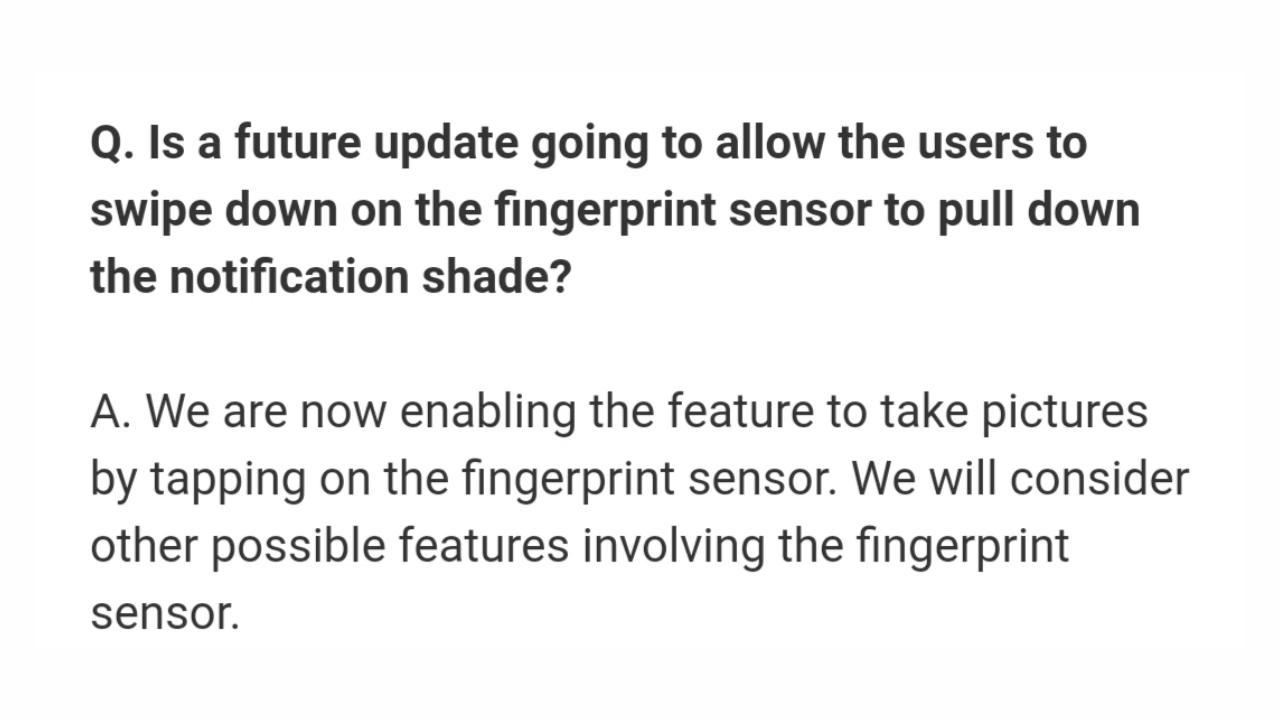 Q. Is a future update going to allow the users to
swipe down on the fingerprint sensor to pull down
the notification shade?
A. We are now enabling the feature to take pictures
by tapping on the fingerprint sensor. We will consider
other possible features involving the fingerprint
sensor.